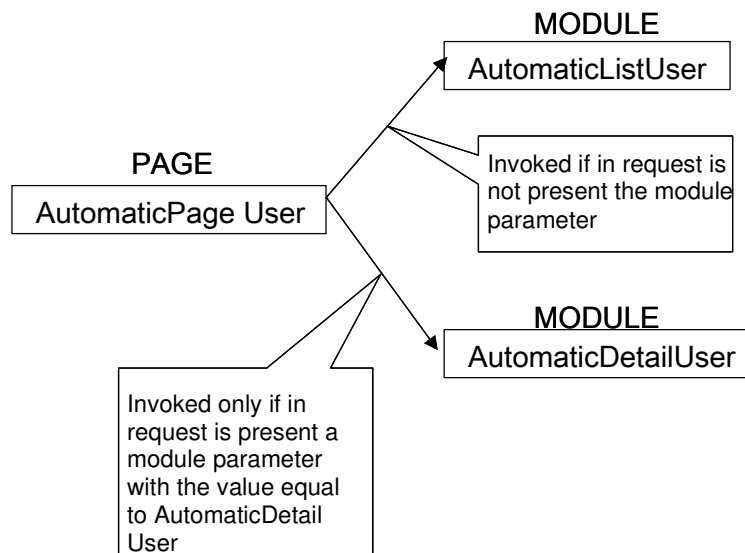 MODULE
AutomaticListUser
Invoked if in request is
not present the module
parameter
PAGE
AutomaticPage User
MODULE
AutomaticDetailUser
Invoked only if in
request is present a
module parameter
with the value equal
to AutomaticDetail
User